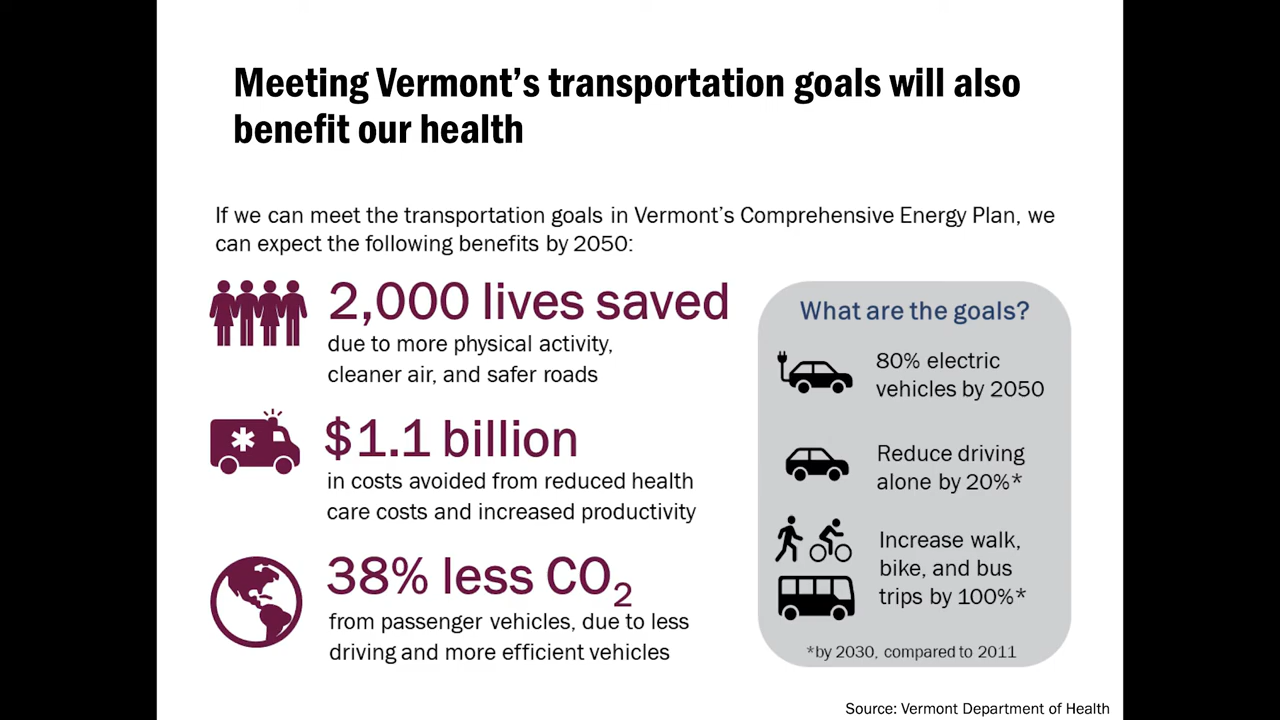 Meeting Vermont's transportation goals will also
benefit our health
If we can meet the transportation goals in Vermont's Comprehensive Energy Plan, we
can expect the following benefits by 2050:
2,000 lives saved
due to more physical activity,
cleaner air, and safer roads
$1.1 billion
in costs avoided from reduced health
care costs and increased productivity
38% less CO₂
from passenger vehicles, due to less
driving and more efficient vehicles
What are the goals?
80% electric
vehicles by 2050
Reduce driving
alone by 20%*
Increase walk,
bike, and bus
trips by 100%*
*by 2030, compared to 2011
Source: Vermont Department of Health